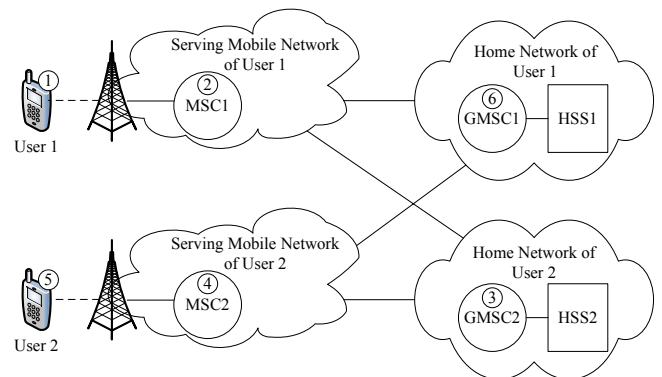 Serving Mobile Network
of User 1
Home Network of
User 1
1
2
MSC1
6
GMSC1
HSS1
User 1
Serving Mobile Network
of User 2
Home Network of
User 2
5
4
MSC2
3
GMSC2
HSS2
User 2